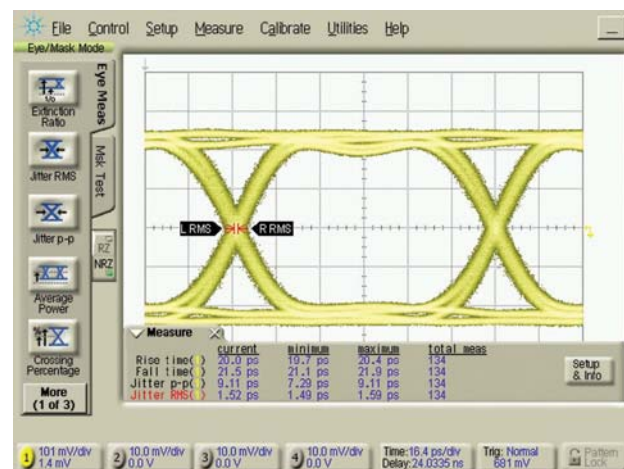 File Control Setup Measure Calibrate Utilities Help
Eye/Mask Mode
Eye Meas
Msk Test
Extinction
Ratio
Jitter RMS
Jitter p-p
Average
Power
Crossing
Percentage
More
(1 of 3)
RZ
NRZ
L RMS R RMS
Measure
current minimum maximum total meas
Rise time(1) 20.0 ps 19.7 ps 20.4 ps 134
Fall time(1) 21.5 ps 21.1 ps 21.9 ps 134
Jitter p-p(1) 9.11 ps 7.29 ps 9.11 ps 134
Jitter RMS(1) 1.52 ps 1.49 ps 1.59 ps 134
Setup
& Info
1 101 mV/div
1.4 mV
2 10.0 mV/div
0.0 V
3 10.0 mV/div
0.0 V
4 10.0 mV/div
0.0 V
Time:16.4 ps/div
Delay:24.0335 ns
Trig: Normal
681 mV
Pattern
Lock